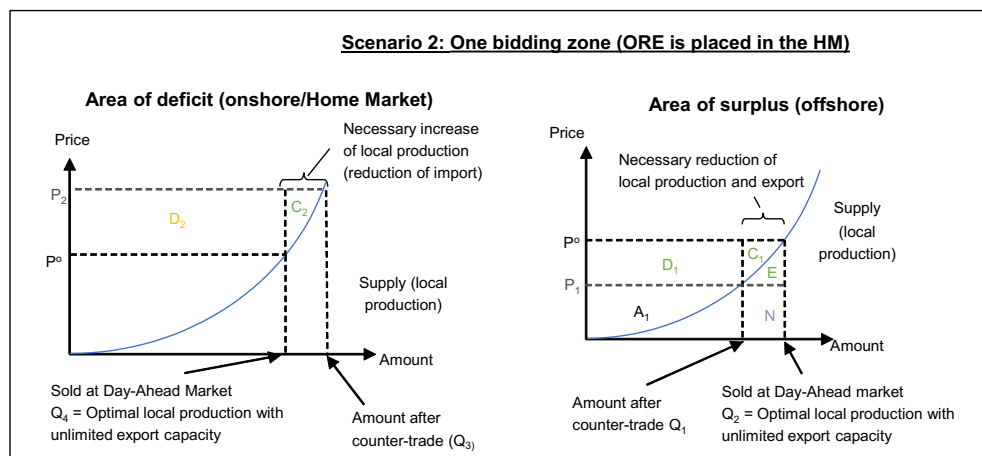 Scenario 2: One bidding zone (ORE is placed in the HM)
Area of deficit (onshore/Home Market)
Price
Necessary increase
of local production
(reduction of import)
P2
C2
D2
Pº
Supply (local
production)
Amount
Sold at Day-Ahead Market
Q4 = Optimal local production with
unlimited export capacity
Amount after
counter-trade (Q3)
Area of surplus (offshore)
Price
Necessary reduction of
local production and export
Supply
(local
production)
Pº
C1
D1
E
P1
A1
N
Amount
Amount after
counter-trade Q1
Sold at Day-Ahead market
Q2 = Optimal local production with
unlimited export capacity